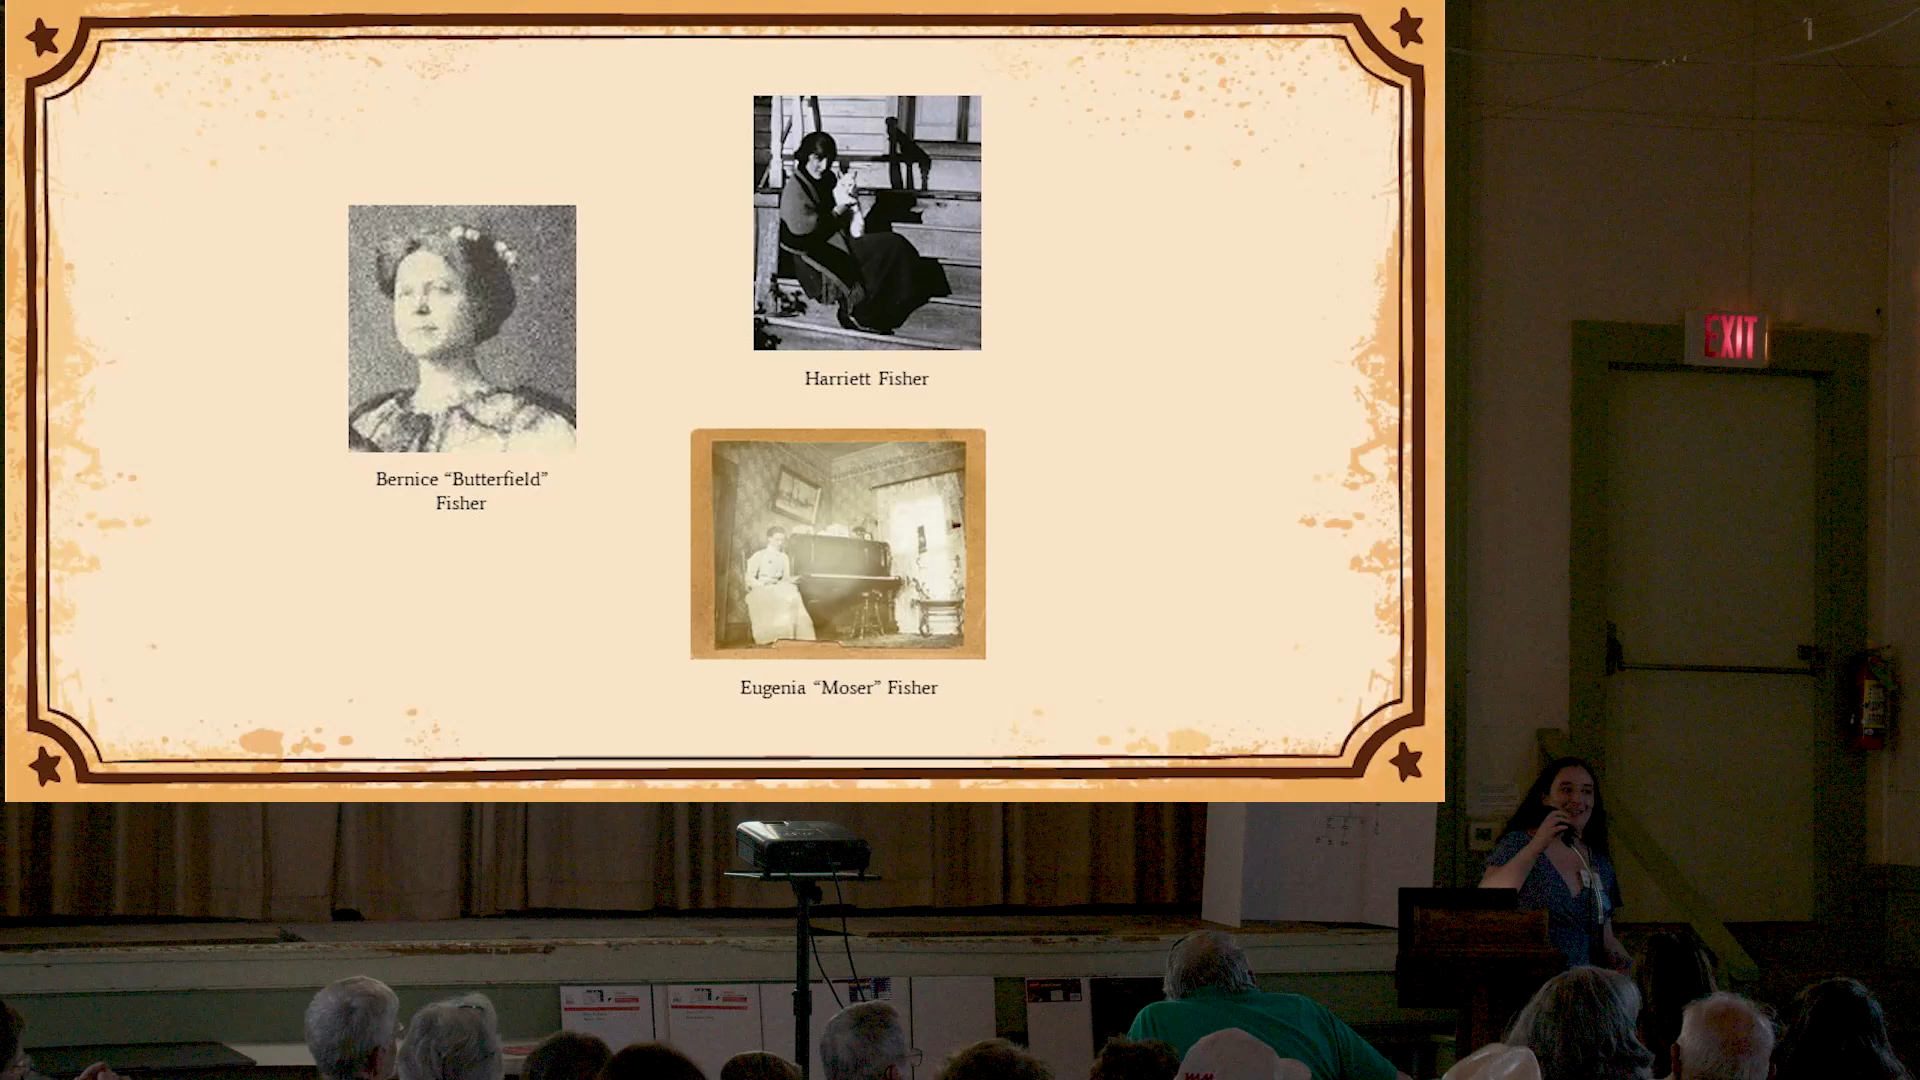 Harriett Fisher
Bernice “Butterfield”
Fisher
Eugenia “Moser” Fisher
EXIT